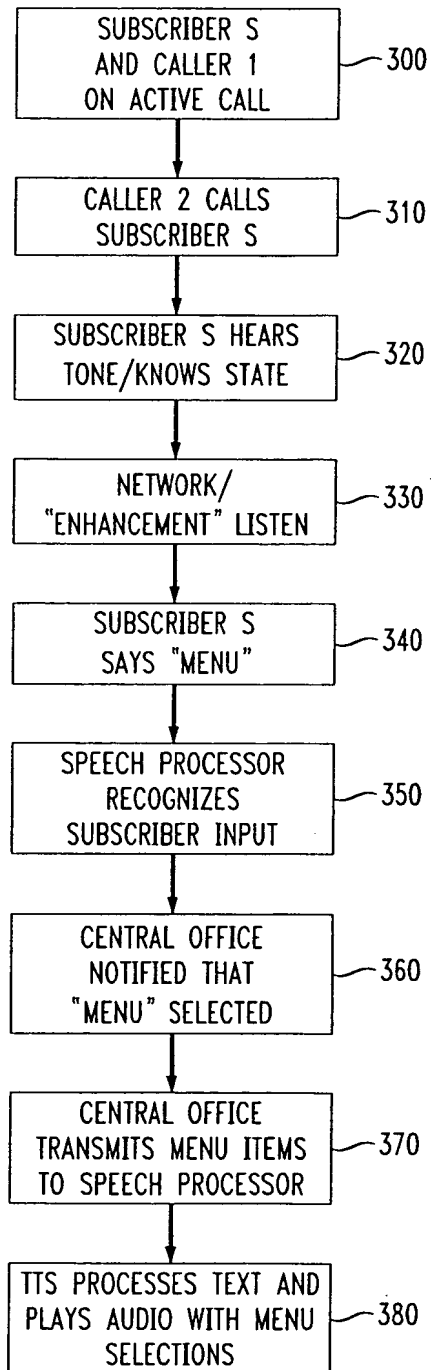 SUBSCRIBER S
AND CALLER 1
ON ACTIVE CALL
300
CALLER 2 CALLS
SUBSCRIBER S
310
SUBSCRIBER S HEARS
TONE/KNOWS STATE
320
NETWORK/
"ENHANCEMENT" LISTEN
330
SUBSCRIBER S
SAYS "MENU"
340
SPEECH PROCESSOR
RECOGNIZES
SUBSCRIBER INPUT
350
CENTRAL OFFICE
NOTIFIED THAT
"MENU" SELECTED
360
CENTRAL OFFICE
TRANSMITS MENU ITEMS
TO SPEECH PROCESSOR
370
TTS PROCESSES TEXT AND
PLAYS AUDIO WITH MENU
SELECTIONS
380